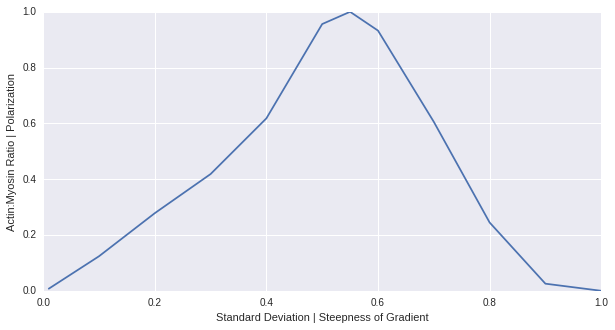 1.0
0.8
0.6
0.4
0.2
0.0
Actin:Myosin Ratio | Polarization
0.0 0.2 0.4 0.6 0.8 1.0
Standard Deviation | Steepness of Gradient